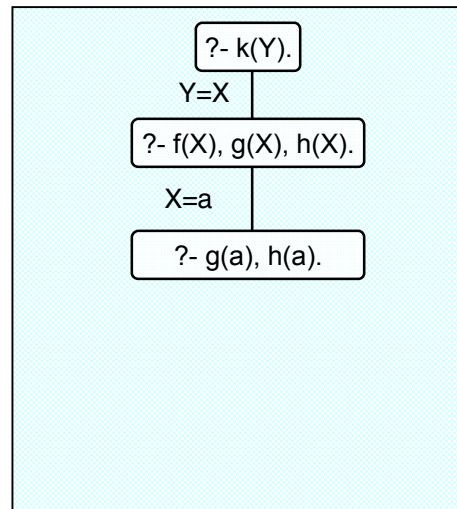 ?- k(Y).
Y=X
?- f(X), g(X), h(X).
X=a
?- g(a), h(a).